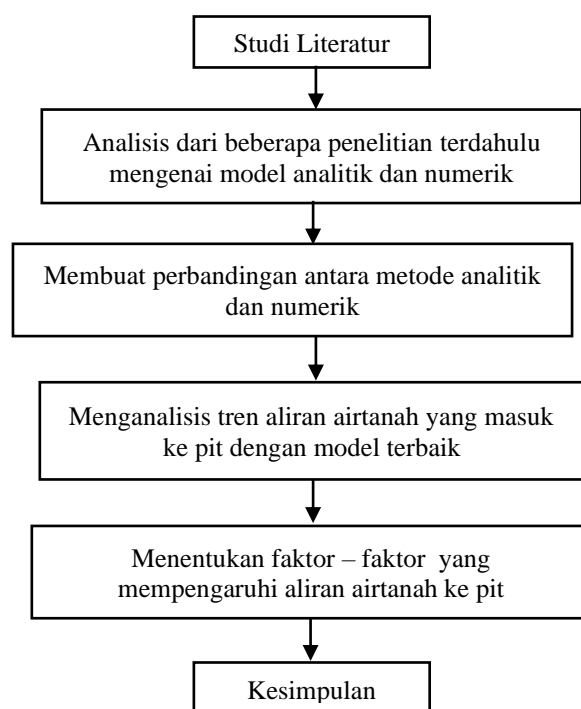 Studi Literatur
Analisis dari beberapa penelitian terdahulu
mengenai model analitik dan numerik
Membuat perbandingan antara metode analitik
dan numerik
Menganalisis tren aliran airtanah yang masuk
ke pit dengan model terbaik
Menentukan faktor – faktor yang
mempengaruhi aliran airtanah ke pit
Kesimpulan